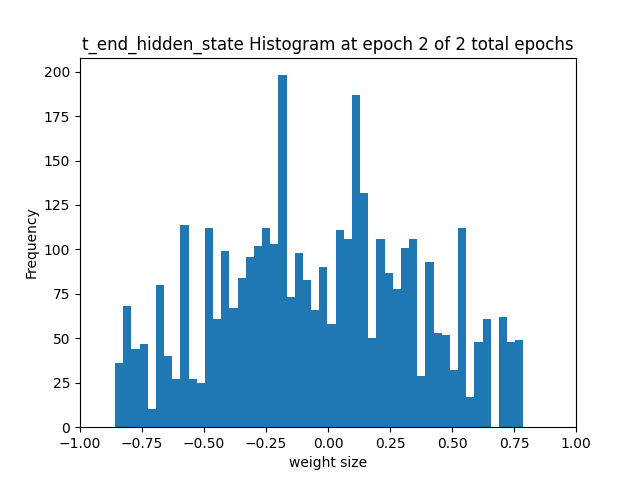 t_end_hidden_state Histogram at epoch 2 of 2 total epochs
200
175
150
125
100
75
50
25
0
Frequency
−1.00 −0.75 −0.50 −0.25 0.00 0.25 0.50 0.75 1.00
weight size